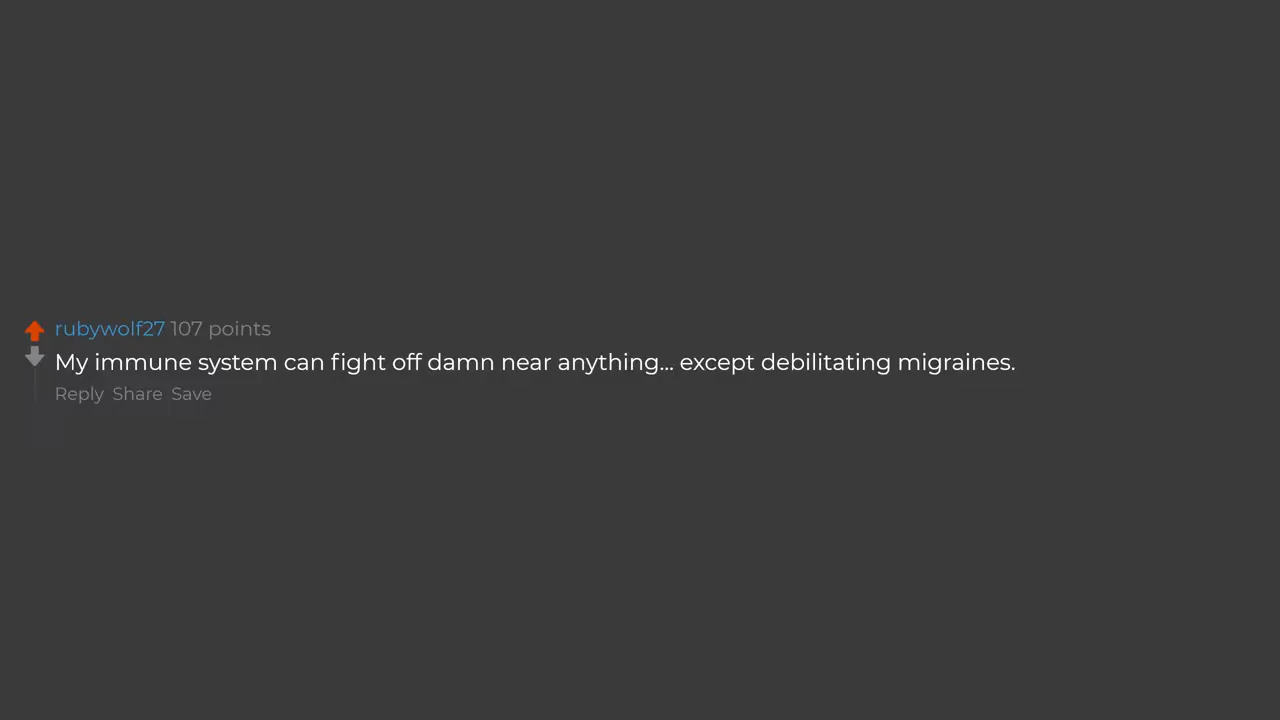 rubywolf27 107 points
My immune system can fight off damn near anything... except debilitating migraines.
Reply Share Save